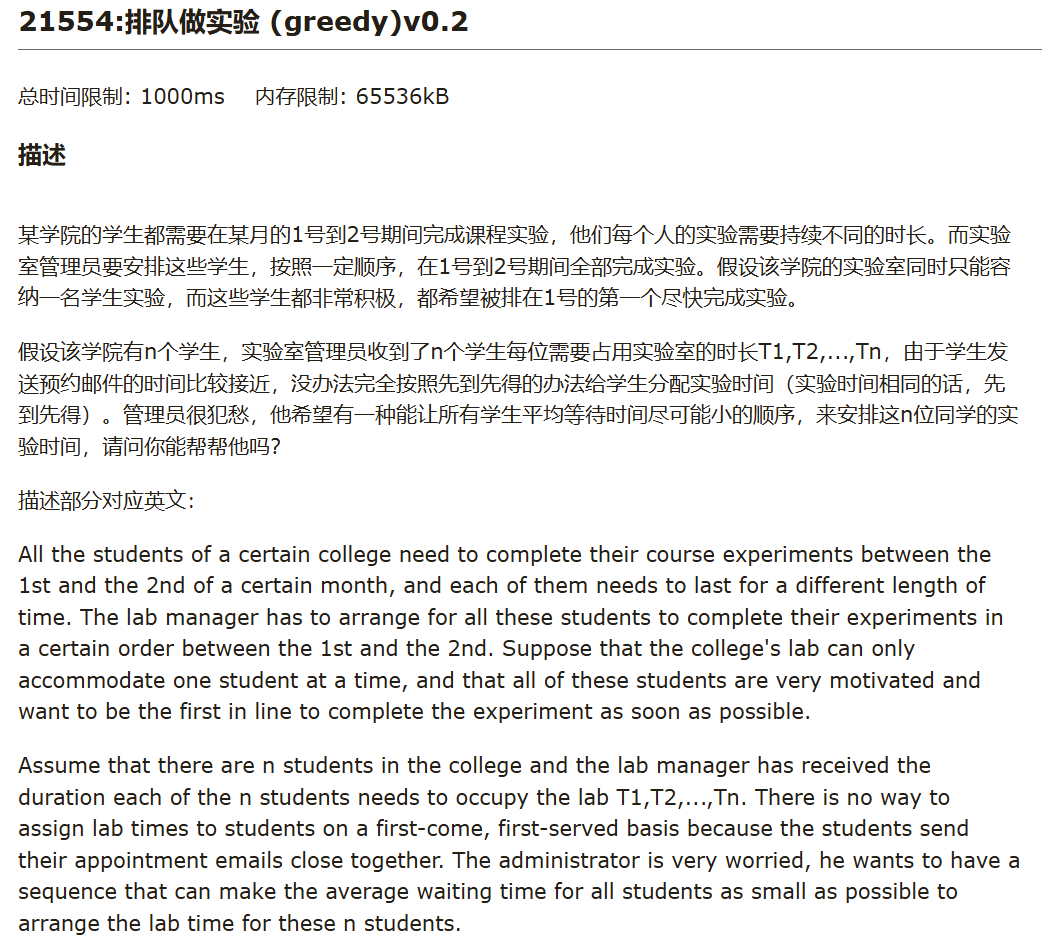 21554:排队做实验 (greedy)v0.2
总时间限制: 1000ms 内存限制: 65536kB
描述
某学院的学生都需要在某月的1号到2号期间完成课程实验，他们每个人的实验需要持续不同的时长。而实验
室管理员要安排这些学生，按照一定顺序，在1号到2号期间全部完成实验。假设该学院的实验室同时只能容
纳一名学生实验，而这些学生都非常积极，都希望被排在1号的第一个尽快完成实验。
假设该学院有n个学生，实验室管理员收到了n个学生每位需要占用实验室的时长T1,T2,...,Tn，由于学生发
送预约邮件的时间比较接近，没办法完全按照先到先得的办法给学生分配实验时间（实验时间相同的话，先
到先得）。管理员很犯愁，他希望有一种能让所有学生平均等待时间尽可能小的顺序，来安排这n位同学的实
验时间，请问你能帮帮他吗？
描述部分对应英文：
All the students of a certain college need to complete their course experiments between the
1st and the 2nd of a certain month, and each of them needs to last for a different length of
time. The lab manager has to arrange for all these students to complete their experiments in
a certain order between the 1st and the 2nd. Suppose that the college's lab can only
accommodate one student at a time, and that all of these students are very motivated and
want to be the first in line to complete the experiment as soon as possible.
Assume that there are n students in the college and the lab manager has received the
duration each of the n students needs to occupy the lab T1,T2,...,Tn. There is no way to
assign lab times to students on a first-come, first-served basis because the students send
their appointment emails close together. The administrator is very worried, he wants to have a
sequence that can make the average waiting time for all students as small as possible to
arrange the lab time for these n students.